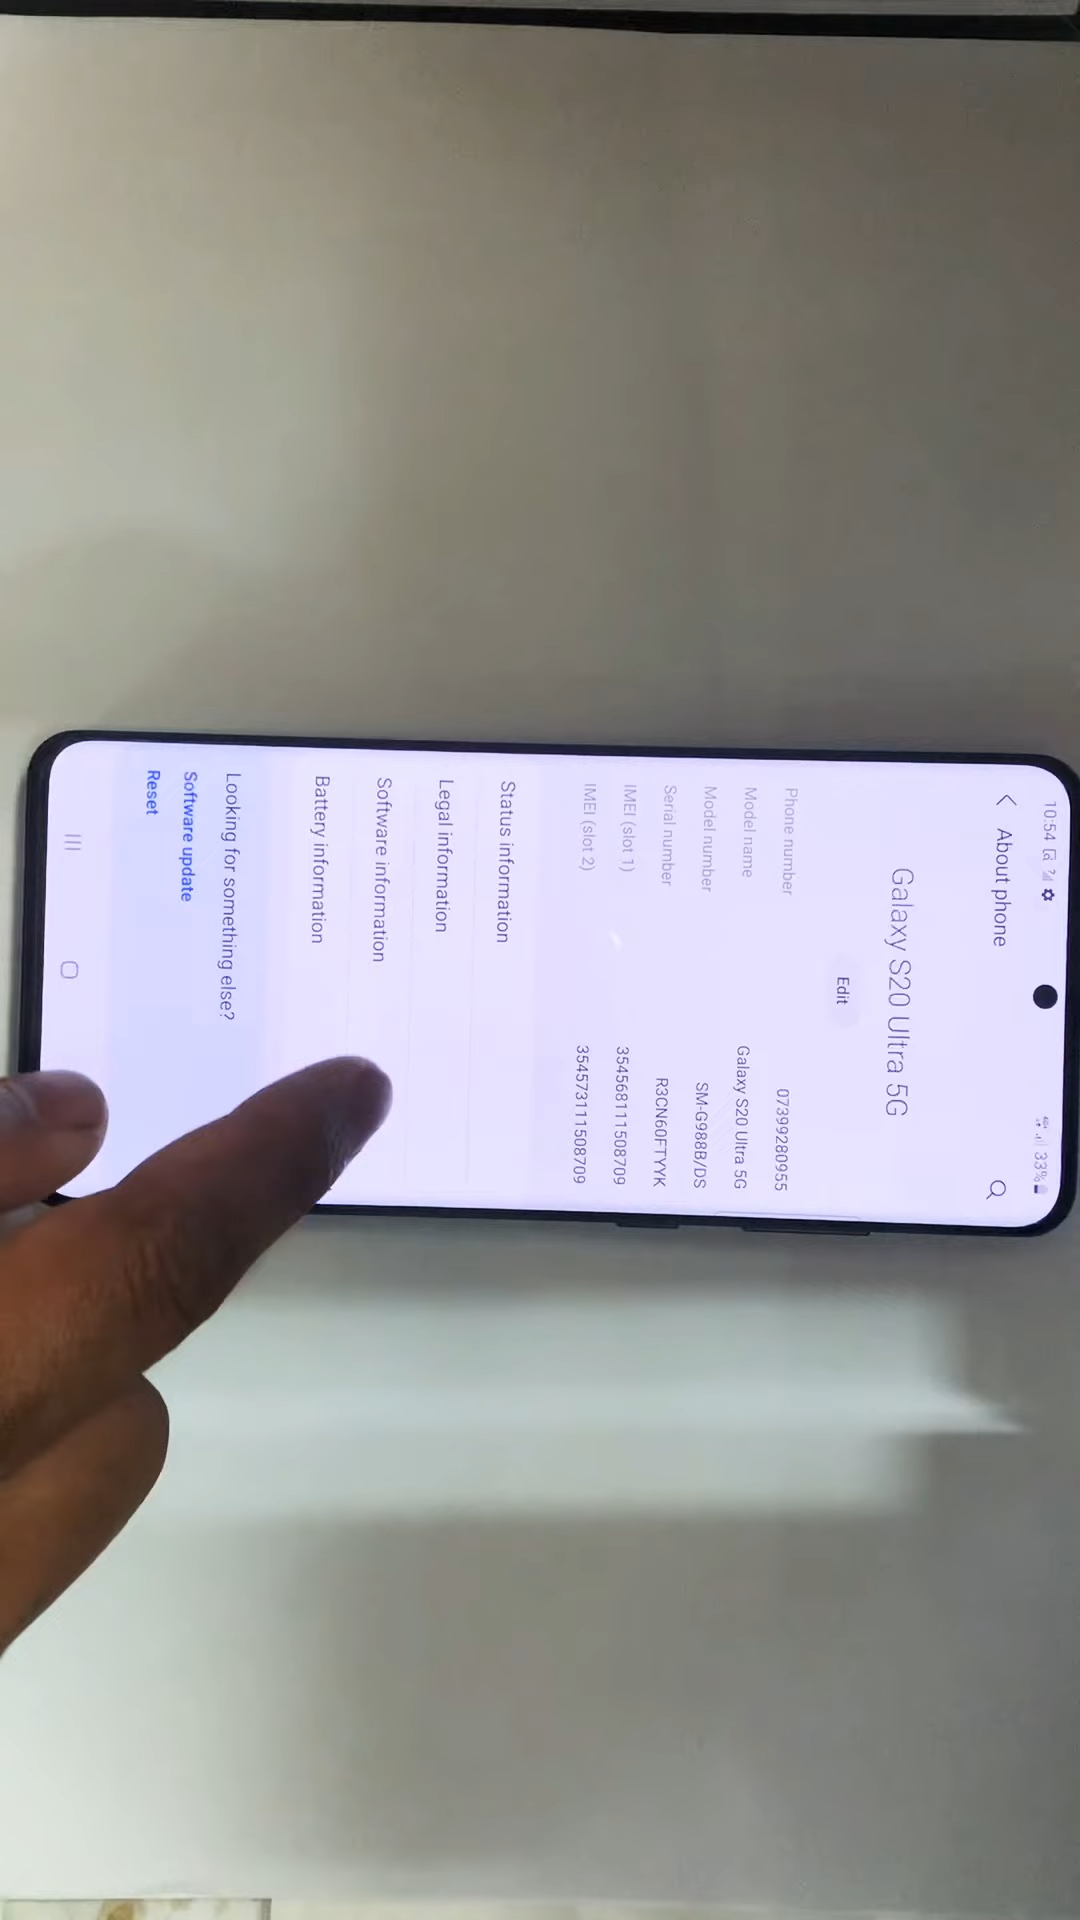 10:54
33%
About phone
Galaxy S20 Ultra 5G
Edit
Phone number 07399280955
Model name Galaxy S20 Ultra 5G
Model number SM-G988B/DS
Serial number R3CN60FTYYK
IMEI (slot 1) 354568111508709
IMEI (slot 2) 354573111508709
Status information
Legal information
Software information
Battery information
Looking for something else?
Software update
Reset